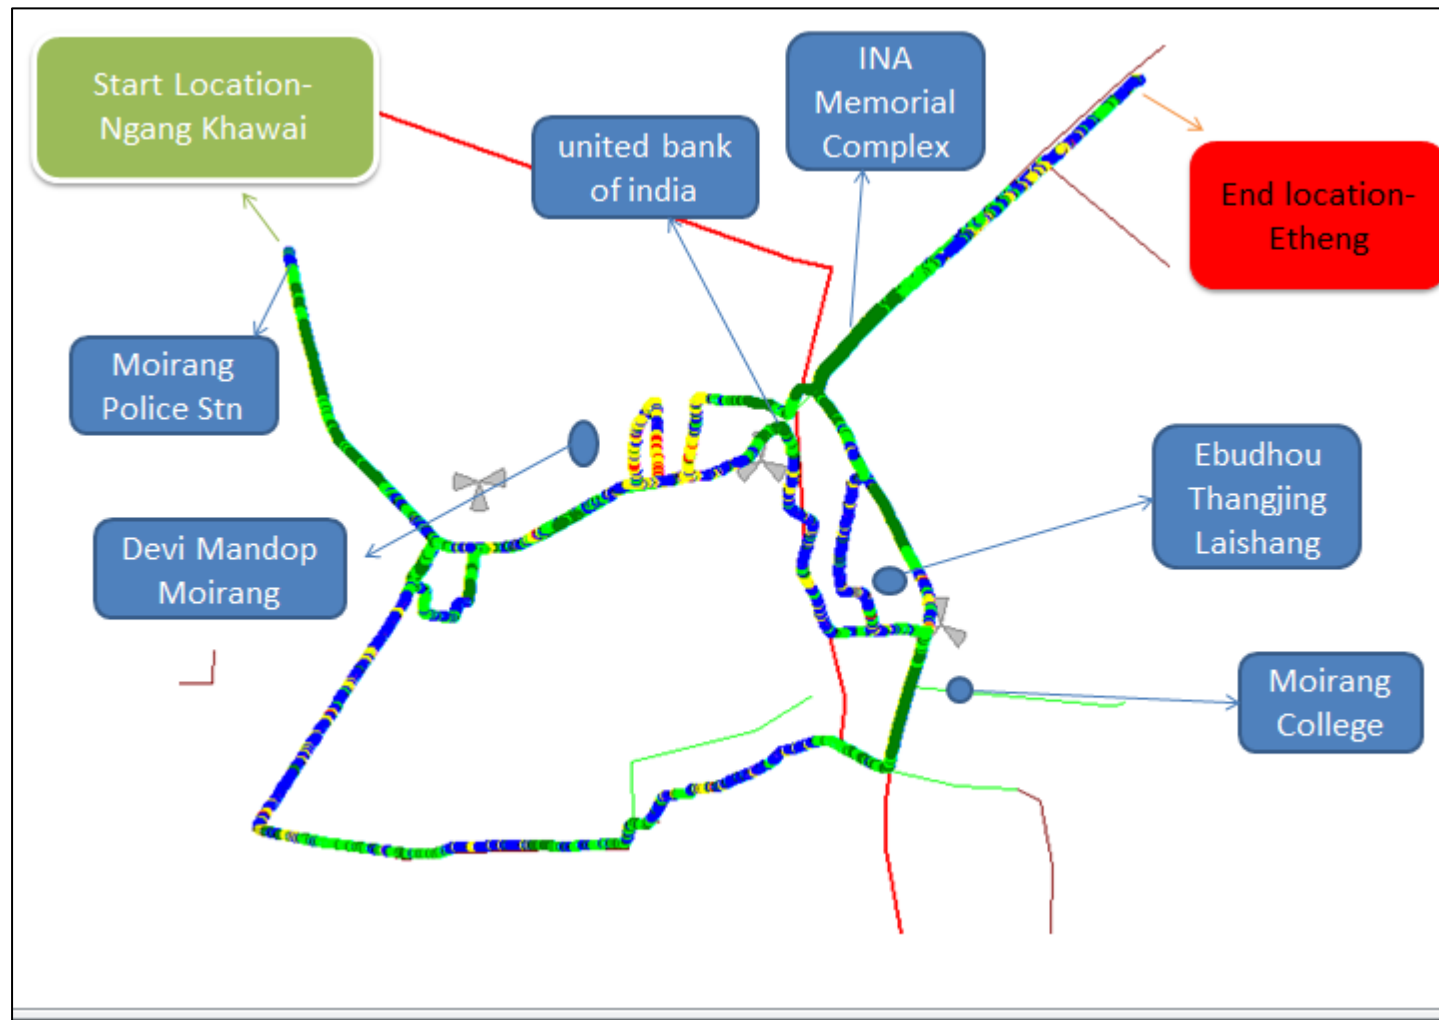 Start Location-
Ngang Khawai
united bank
of india
INA
Memorial
Complex
End location-
Etheng
Moirang
Police Stn
Devi Mandop
Moirang
Ebudhou
Thangjing
Laishang
Moirang
College